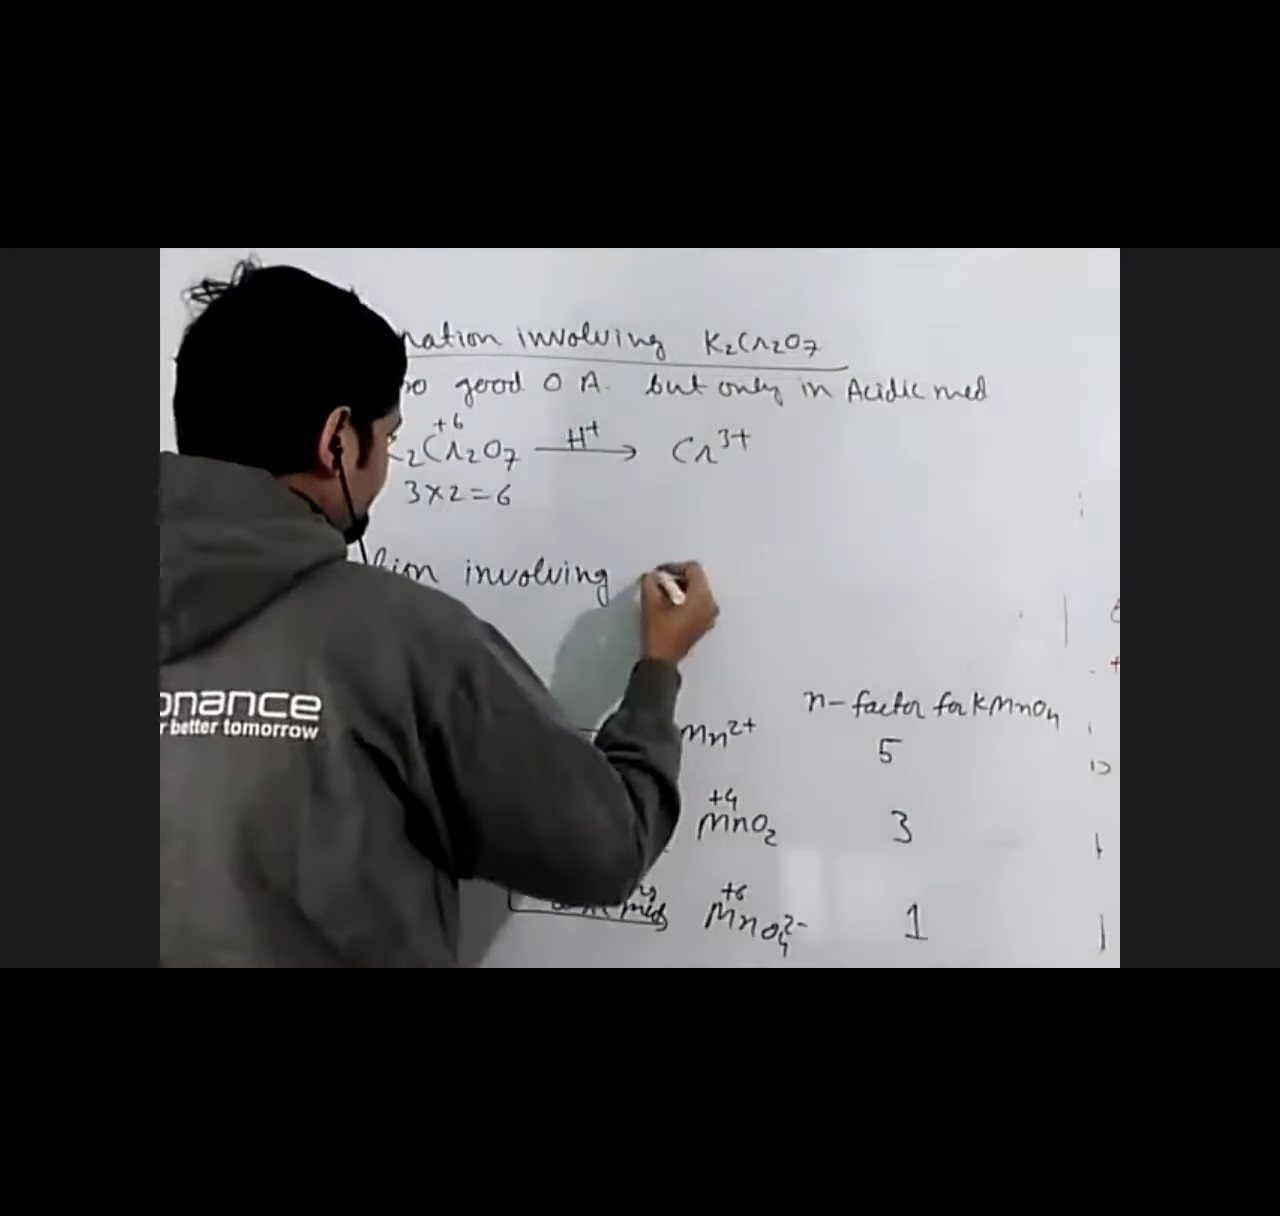 nation involving K₂Cr₂O₇
so good O A. but only in Acidic med
+6
K₂Cr₂O₇ —H⁺→ Cr³⁺
3×2=6
tion involving
n-factor for KMnO₄
Mn²⁺ 5
+4
MnO₂ 3
+6
MnO₄²⁻ 1
onance
r better tomorrow